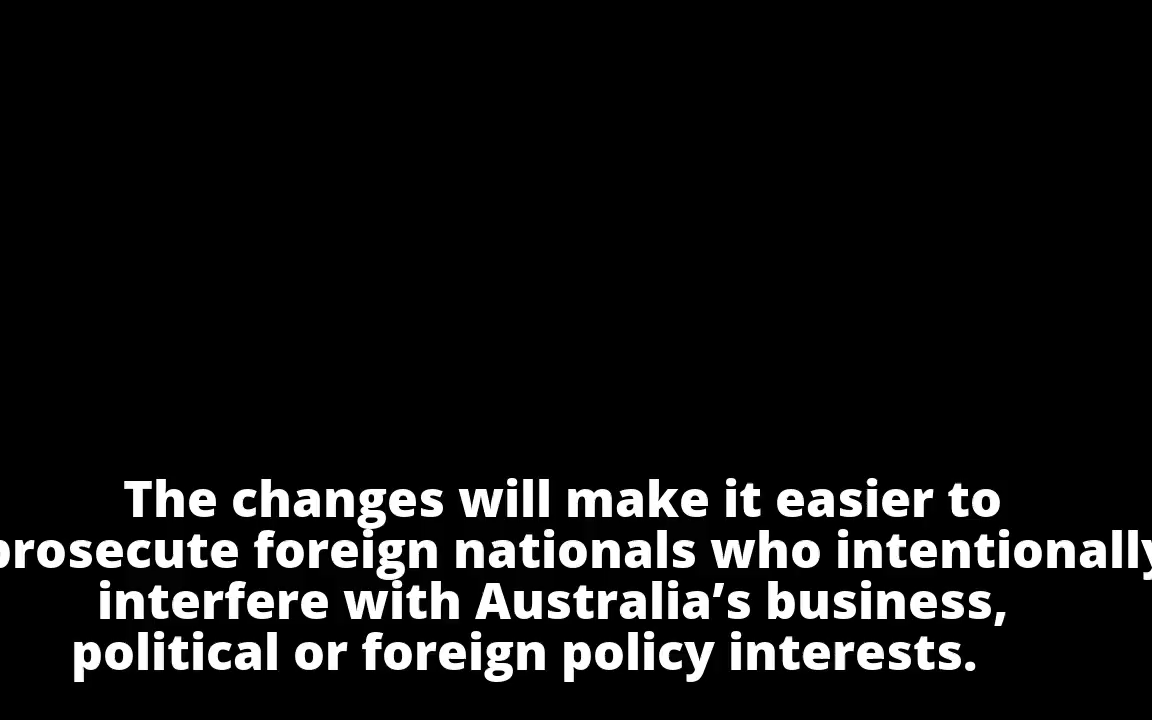 The changes will make it easier to
prosecute foreign nationals who intentionally
interfere with Australia’s business,
political or foreign policy interests.